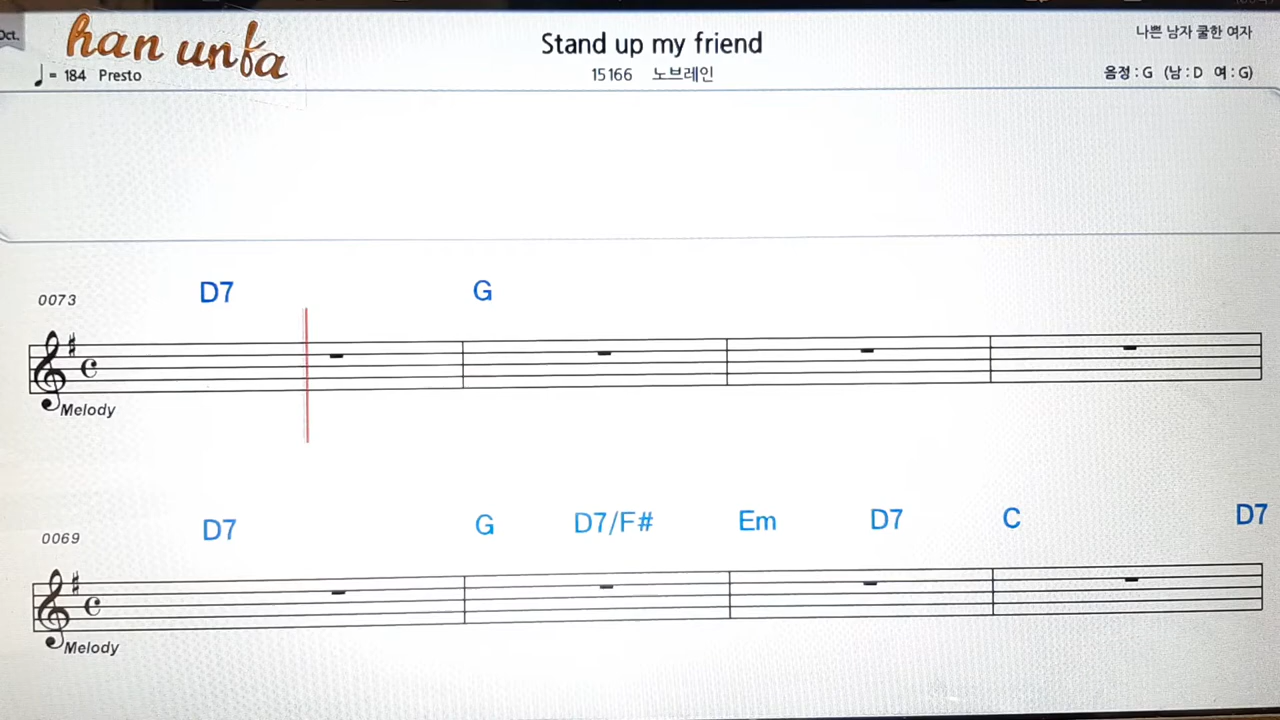 Oct.
han unfa
Stand up my friend
나쁜 남자 쿨한 여자
♩= 184 Presto
15166 노브레인
음정 : G (남 : D 여 : G)
D7 G
0073
Melody
D7 G D7/F# Em D7 C D7
0069
Melody